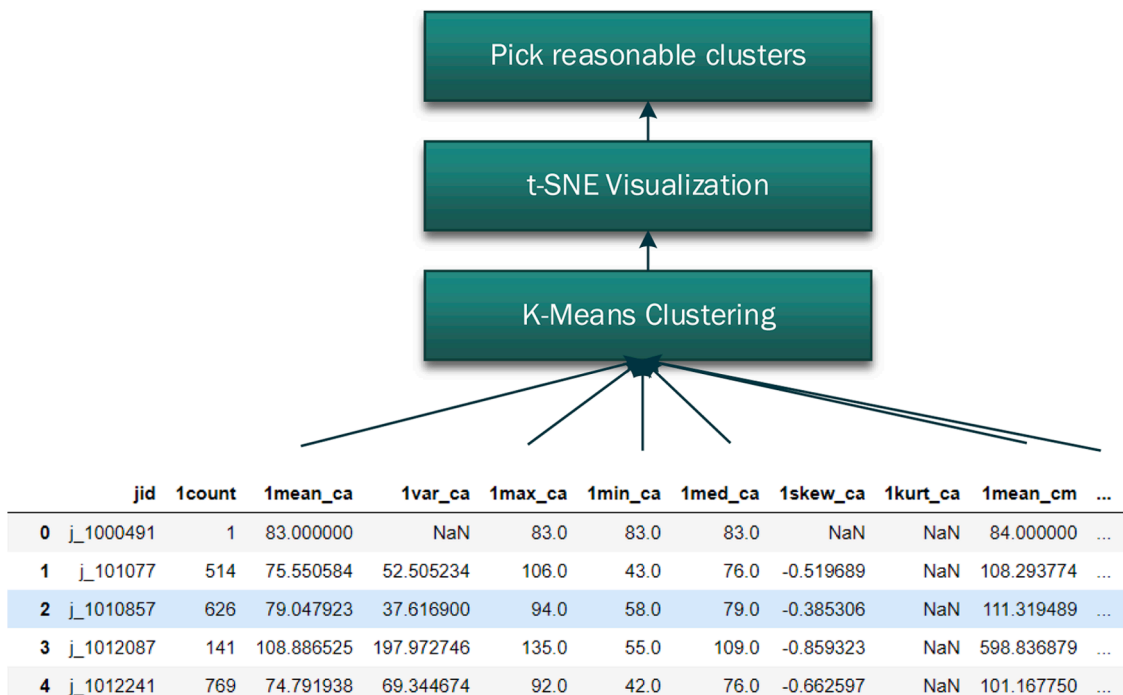 Pick reasonable clusters
t-SNE Visualization
K-Means Clustering
jid 1count 1mean_ca 1var_ca 1max_ca 1min_ca 1med_ca 1skew_ca 1kurt_ca 1mean_cm ...
0 j_1000491 1 83.000000 NaN 83.0 83.0 83.0 NaN NaN 84.000000 ...
1 j_101077 514 75.550584 52.505234 106.0 43.0 76.0 -0.519689 NaN 108.293774 ...
2 j_1010857 626 79.047923 37.616900 94.0 58.0 79.0 -0.385306 NaN 111.319489 ...
3 j_1012087 141 108.886525 197.972746 135.0 55.0 109.0 -0.859323 NaN 598.836879 ...
4 j_1012241 769 74.791938 69.344674 92.0 42.0 76.0 -0.662597 NaN 101.167750 ...